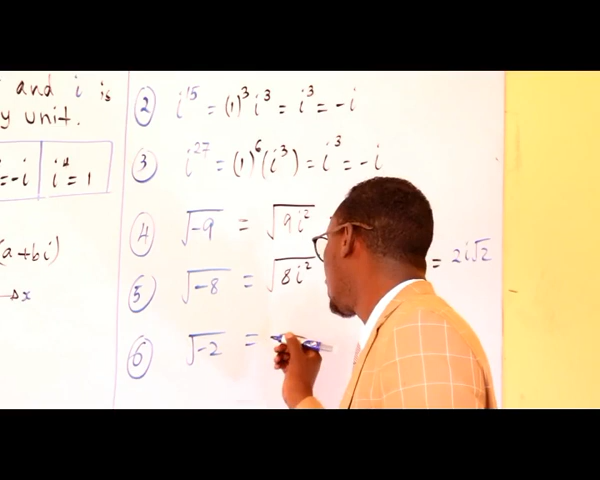 and i is
y unit.
=-i | i⁴ = 1
(a+bi)
→ x
② i¹⁵ = (1)³ i³ = i³ = -i
③ i²⁷ = (1)⁶ (i³) = i³ = -i
④ √-9 = √9i²
⑤ √-8 = √8i² = 2i√2
⑥ √-2 =